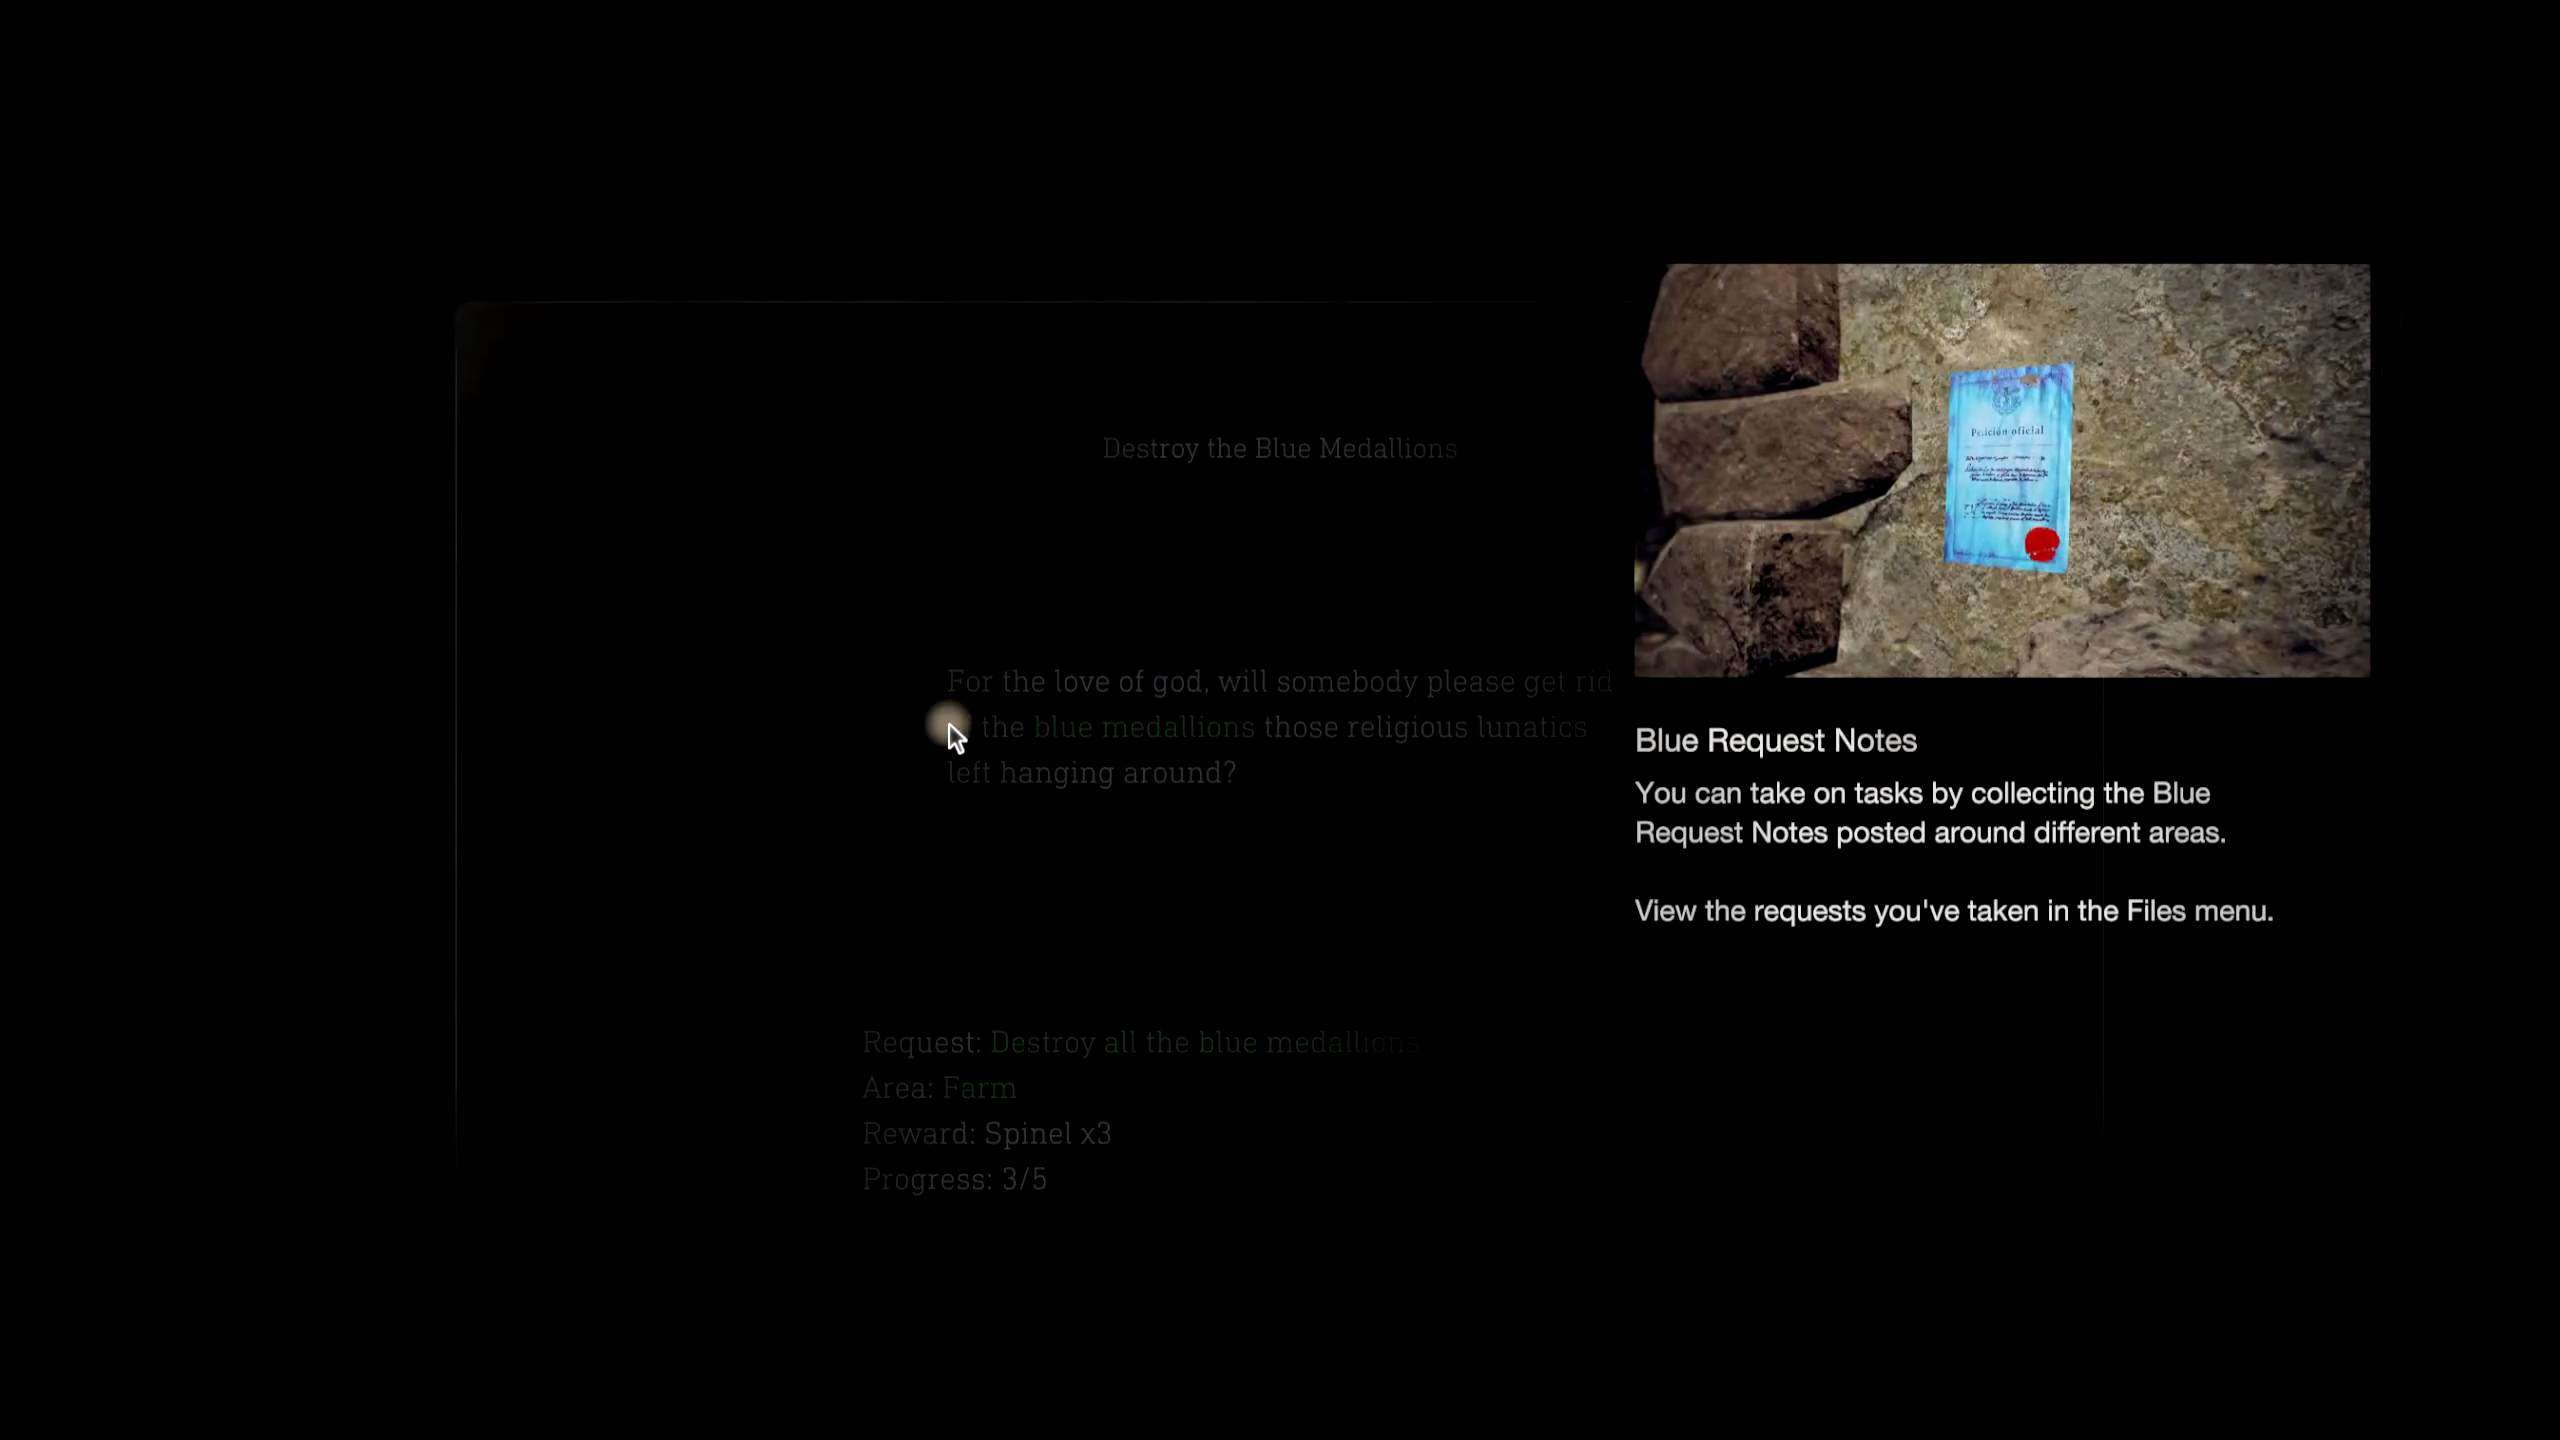 Destroy the Blue Medallions
For the love of god, will somebody please get rid
the blue medallions those religious lunatics
left hanging around?
Request: Destroy all the blue medallions
Area: Farm
Reward: Spinel x3
Progress: 3/5
Petición oficial
Blue Request Notes
You can take on tasks by collecting the Blue
Request Notes posted around different areas.
View the requests you've taken in the Files menu.